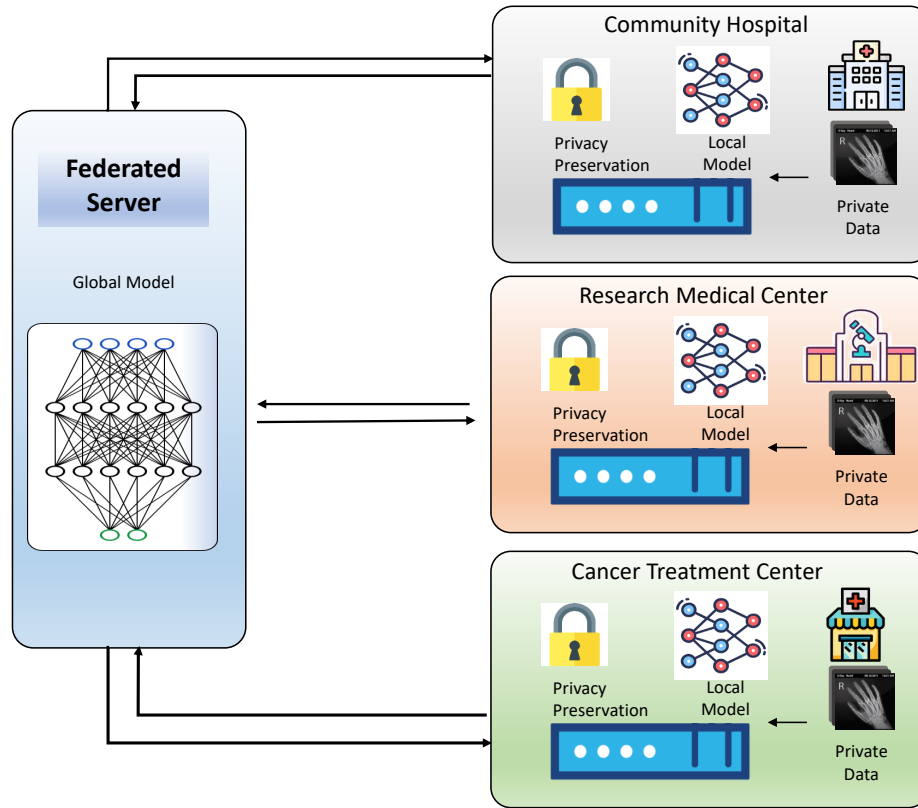 Community Hospital
Privacy
Preservation
Local
Model
R
Private
Data
Federated
Server
Global Model
Research Medical Center
Privacy
Preservation
Local
Model
R
Private
Data
Cancer Treatment Center
Privacy
Preservation
Local
Model
R
Private
Data